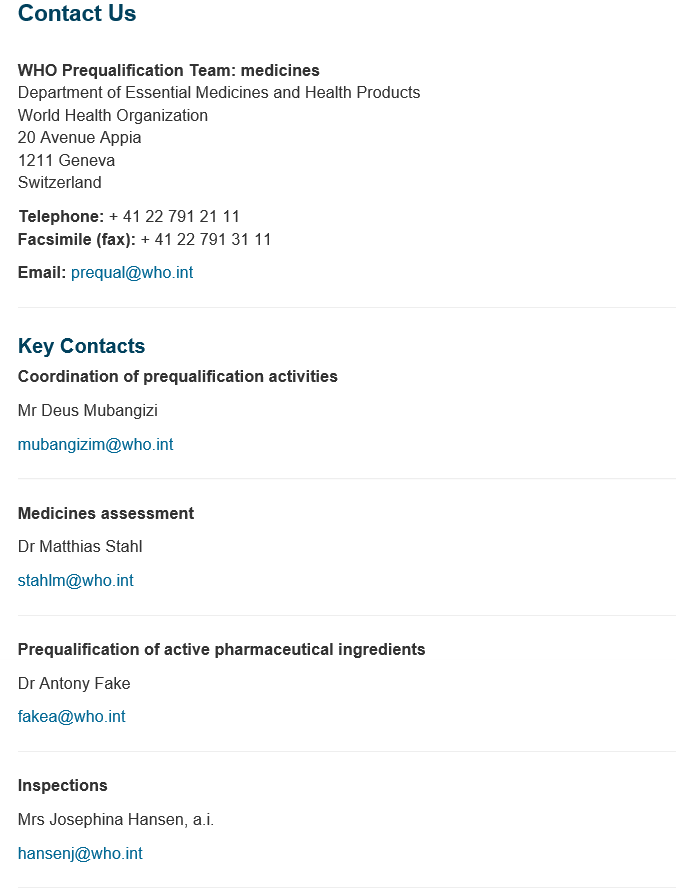 Contact Us
WHO Prequalification Team: medicines
Department of Essential Medicines and Health Products
World Health Organization
20 Avenue Appia
1211 Geneva
Switzerland
Telephone: + 41 22 791 21 11
Facsimile (fax): + 41 22 791 31 11
Email: prequal@who.int
Key Contacts
Coordination of prequalification activities
Mr Deus Mubangizi
mubangizim@who.int
Medicines assessment
Dr Matthias Stahl
stahlm@who.int
Prequalification of active pharmaceutical ingredients
Dr Antony Fake
fakea@who.int
Inspections
Mrs Josephina Hansen, a.i.
hansenj@who.int